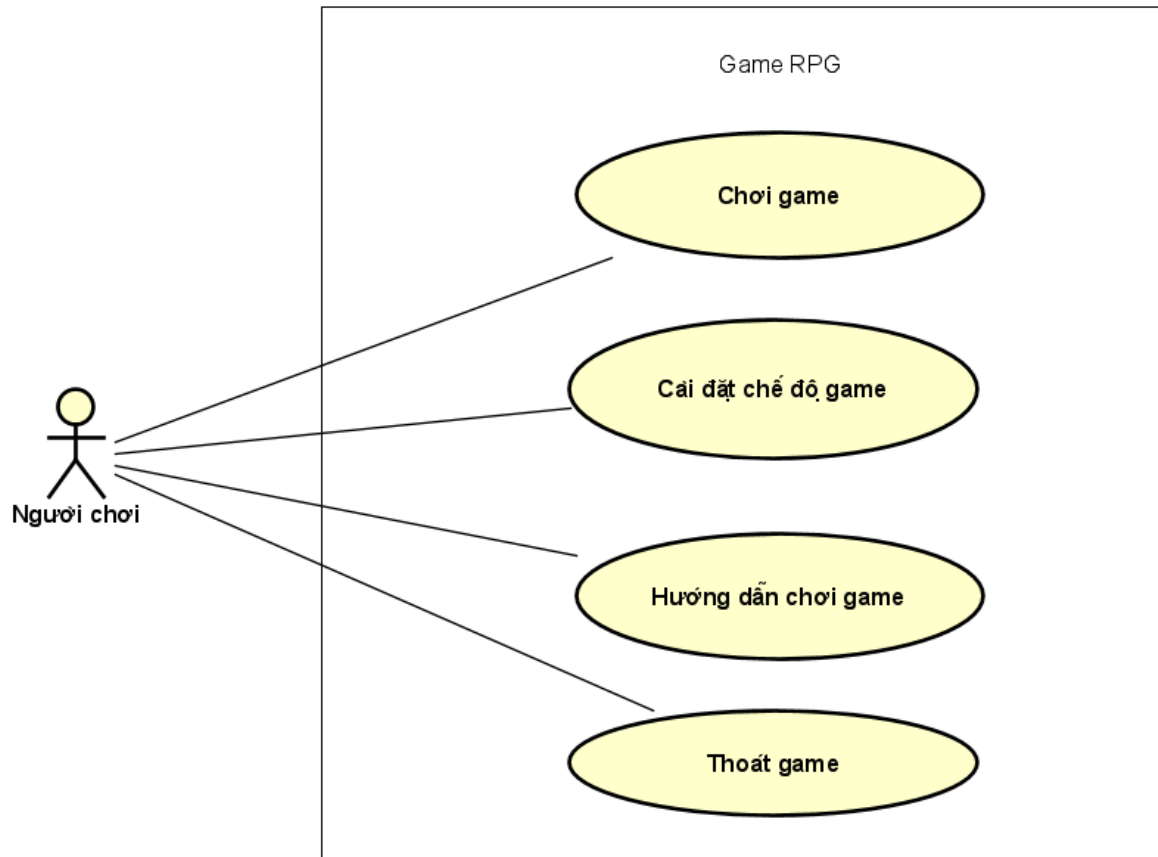 Game RPG
Chơi game
Cài đặt chế độ game
Người chơi
Hướng dẫn chơi game
Thoát game